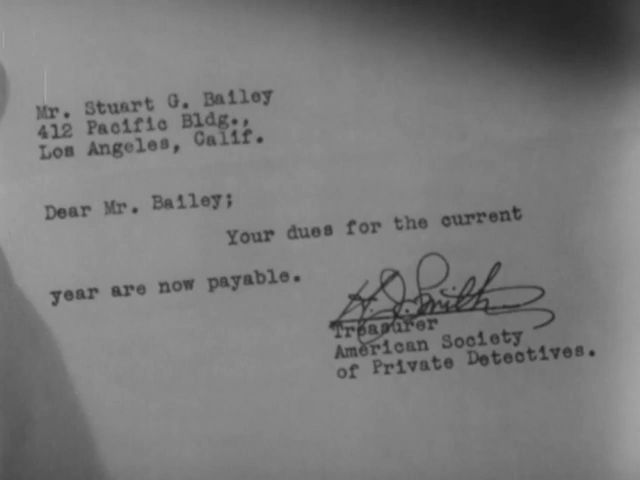 Mr. Stuart G. Bailey
412 Pacific Bldg.,
Los Angeles, Calif.
Dear Mr. Bailey;
Your dues for the current
year are now payable.
H. J. Smith
Treasurer
American Society
of Private Detectives.